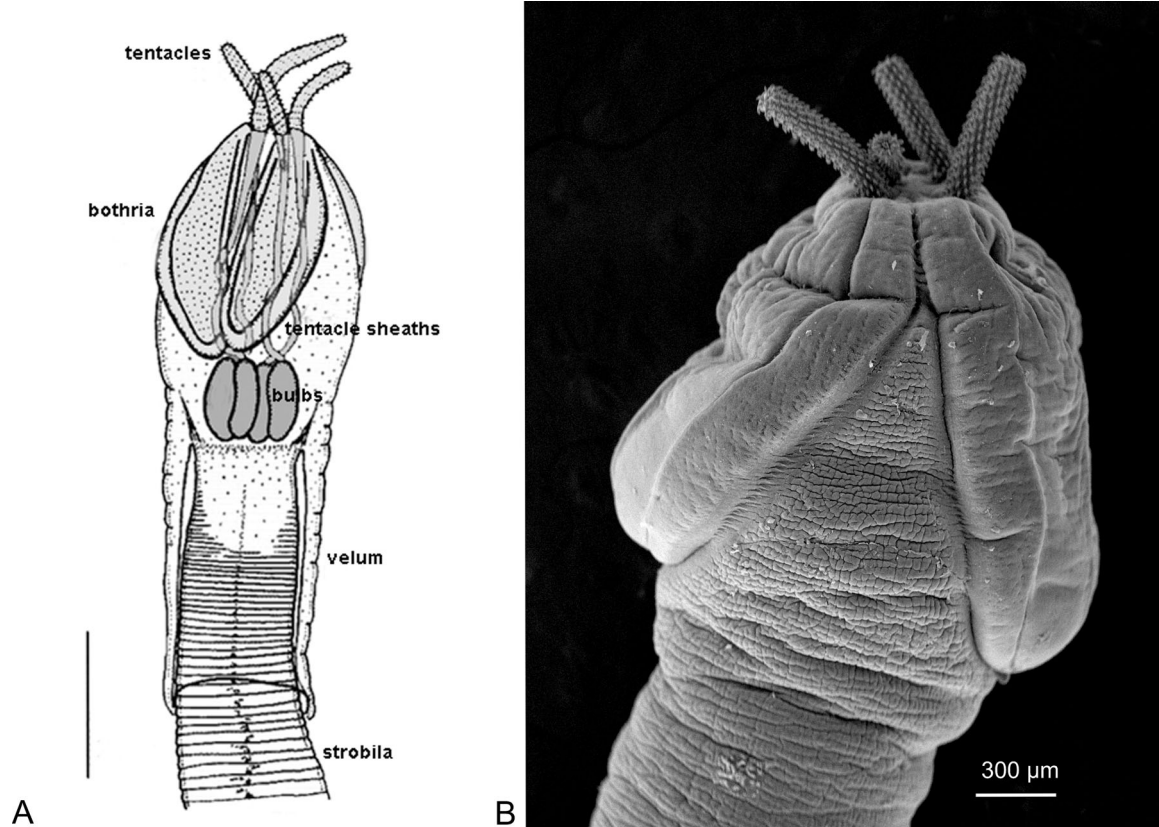 tentacles
bothria
tentacle sheaths
bulbs
velum
strobila
A
B
300 µm